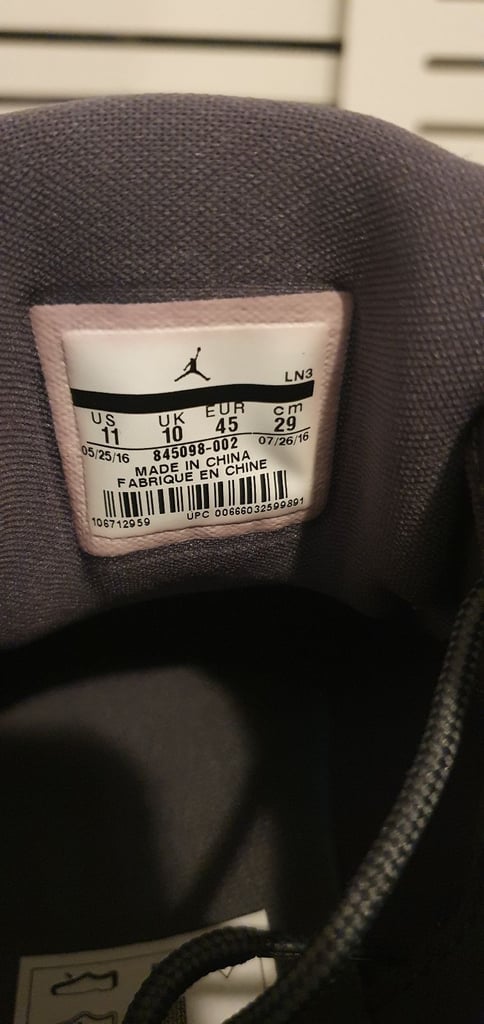 LN3
US UK EUR cm
11 10 45 29
05/25/16 845098-002 07/26/16
MADE IN CHINA
FABRIQUE EN CHINE
106712959 UPC 00666032599891